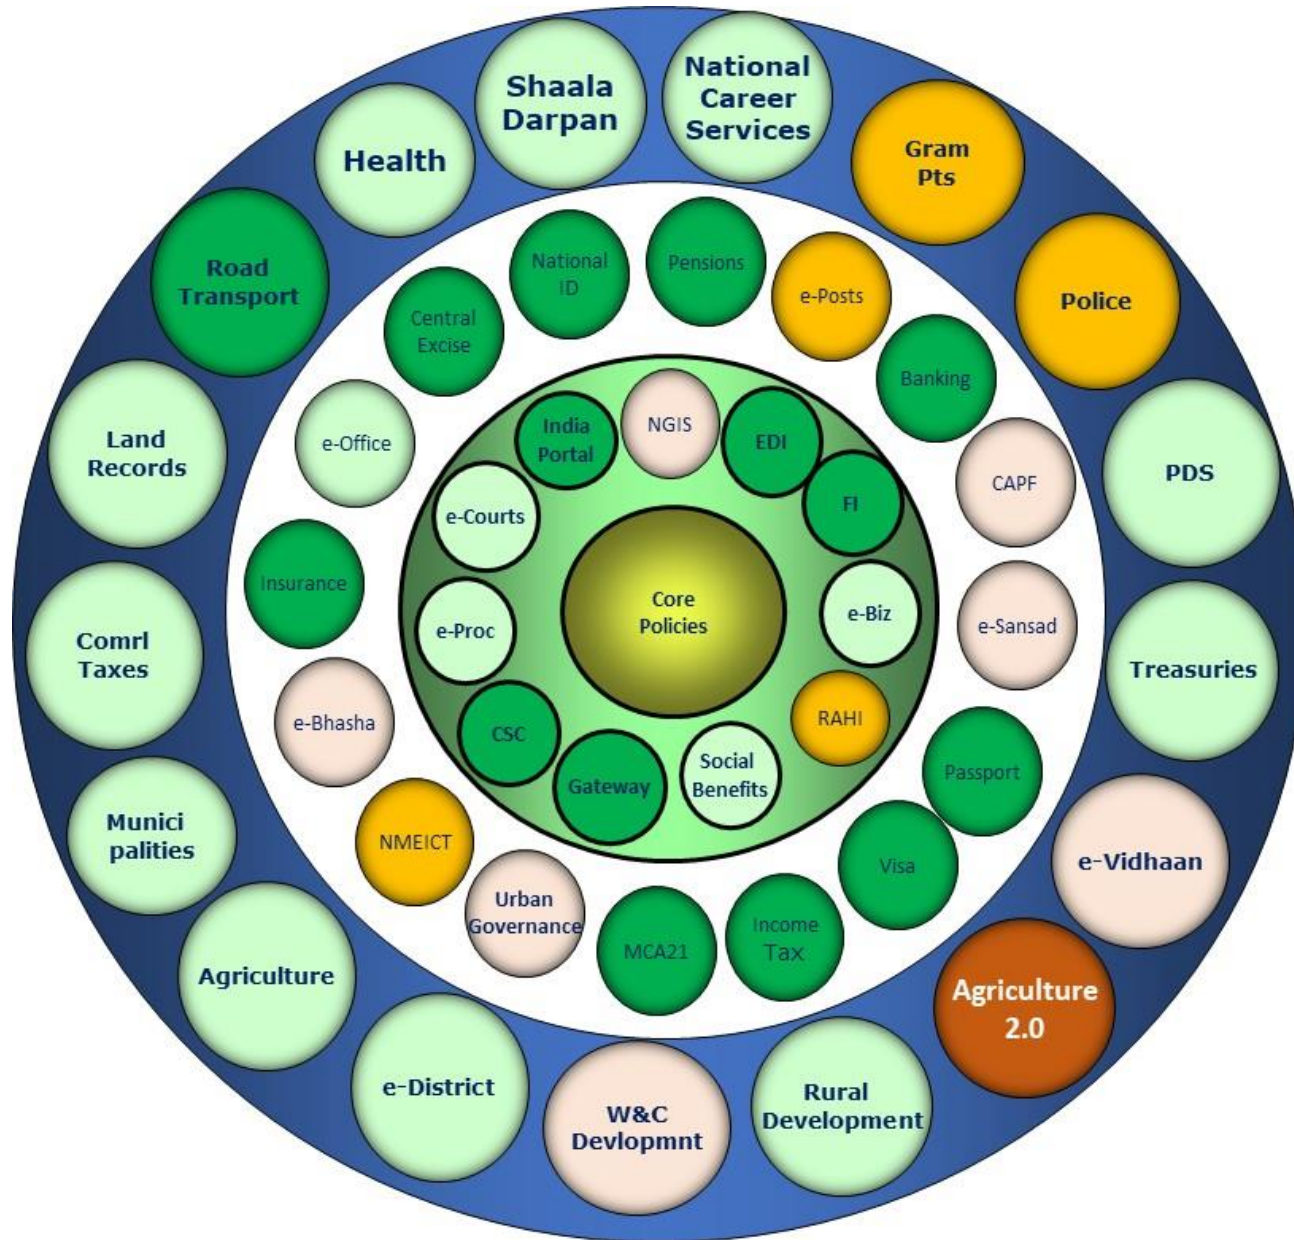 Shaala
Darpan
National
Career
Services
Gram
Pts
Police
PDS
Treasuries
e-Vidhaan
Agriculture
2.0
Rural
Development
W&C
Devlopmnt
e-District
Agriculture
Munici
palities
Comrl
Taxes
Land
Records
Road
Transport
Health
National
ID
Pensions
e-Posts
Banking
CAPF
e-Sansad
Passport
Visa
Income
Tax
MCA21
Urban
Governance
NMEICT
e-Bhasha
Insurance
e-Office
Central
Excise
India
Portal
NGIS
EDI
FI
e-Biz
RAHI
Social
Benefits
Gateway
CSC
e-Proc
e-Courts
Core
Policies